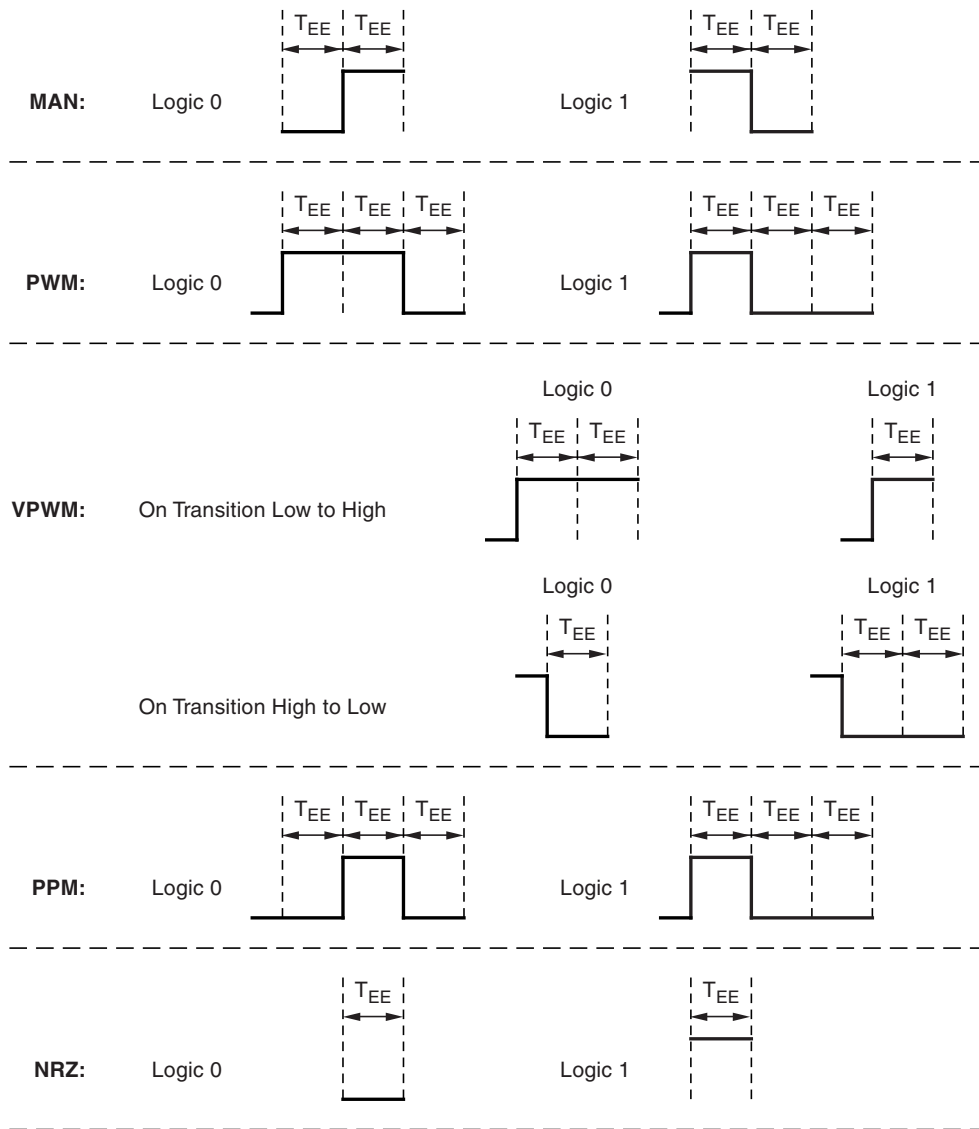 TEE TEE TEE TEE
MAN: Logic 0 Logic 1
TEE TEE TEE TEE TEE TEE
PWM: Logic 0 Logic 1
Logic 0 Logic 1
TEE TEE TEE
VPWM: On Transition Low to High
Logic 0 Logic 1
TEE TEE TEE
On Transition High to Low
TEE TEE TEE TEE TEE TEE
PPM: Logic 0 Logic 1
TEE TEE
NRZ: Logic 0 Logic 1